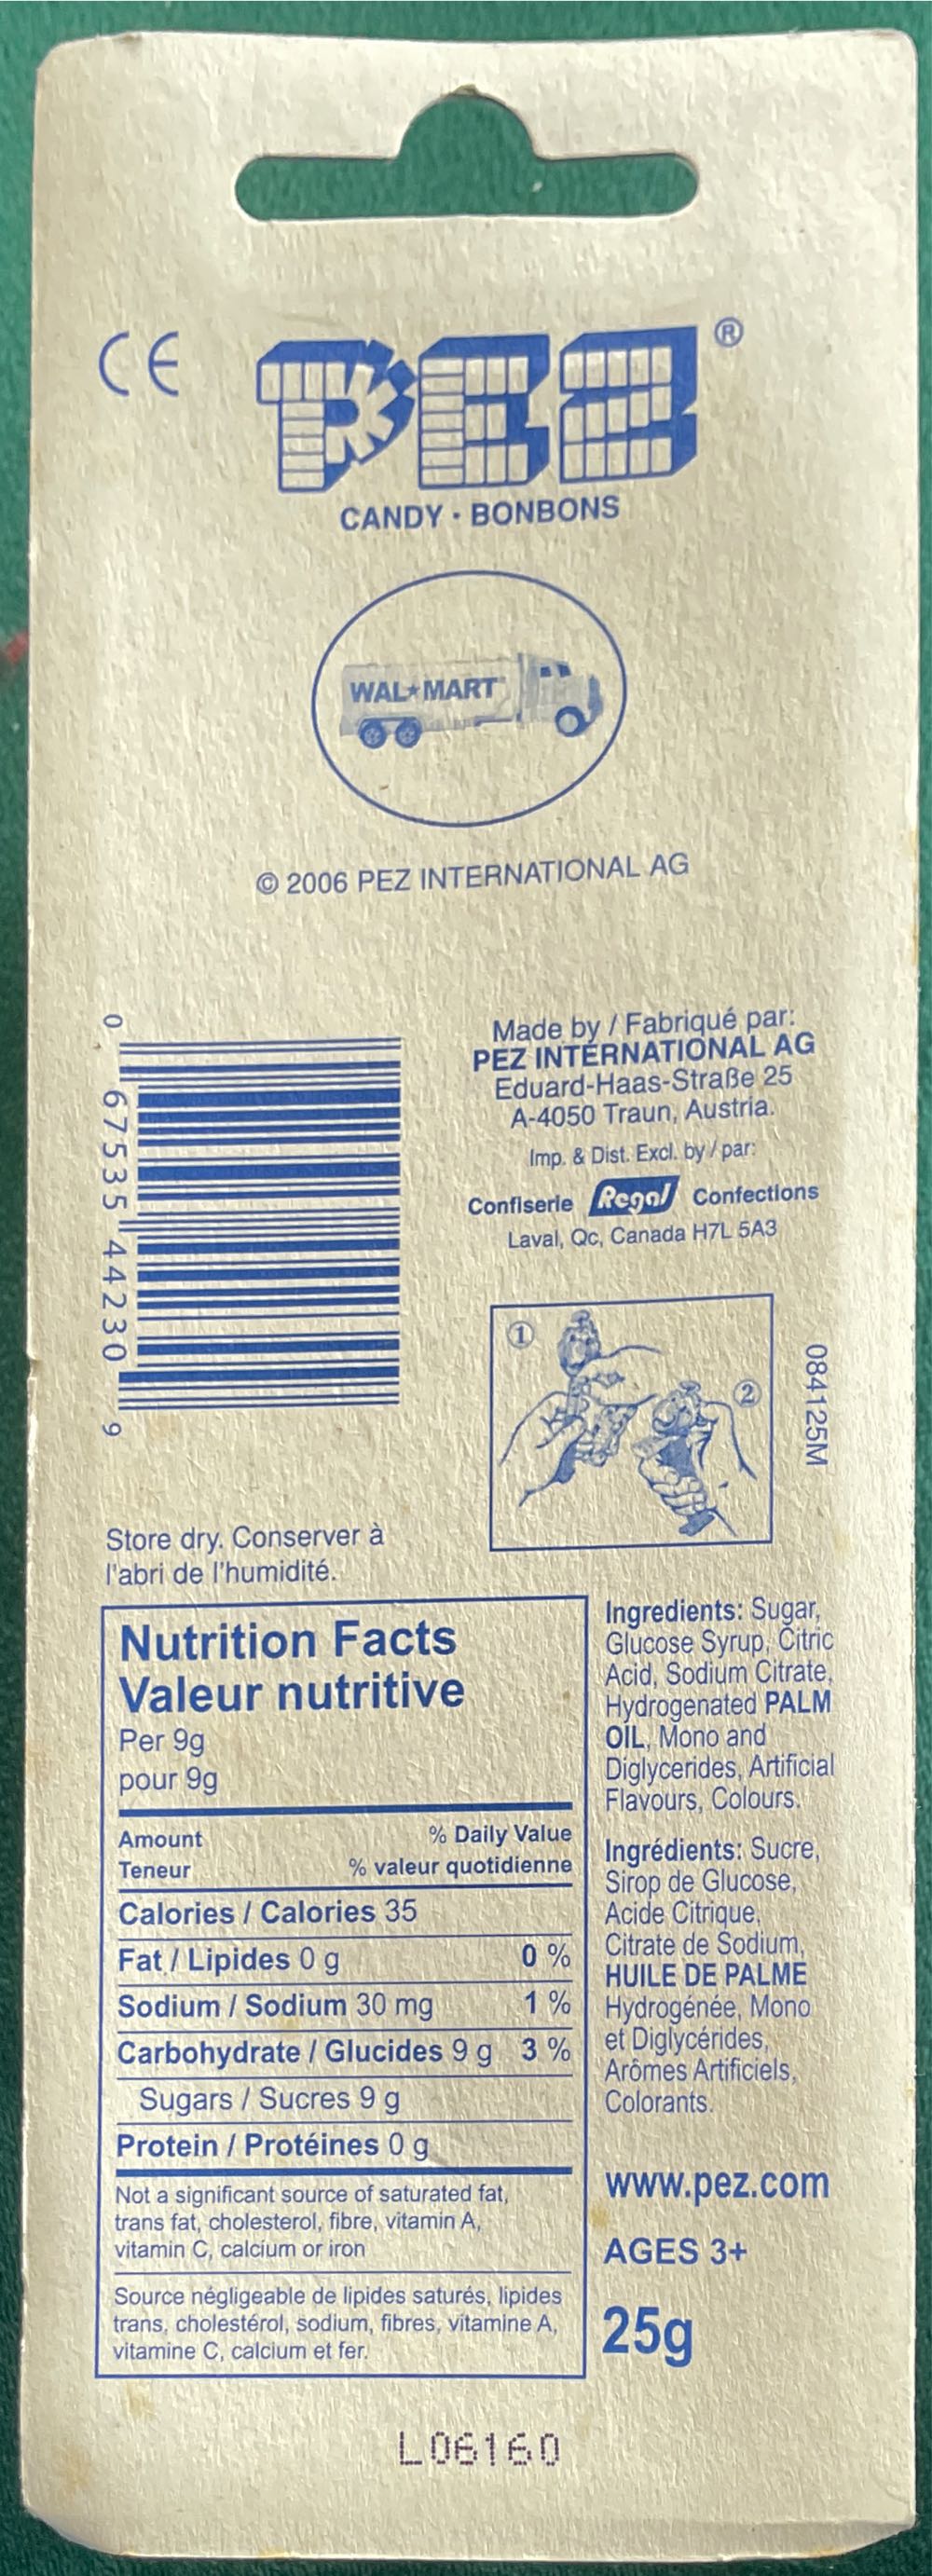 CE
PEZ®
CANDY · BONBONS
WAL★MART™
© 2006 PEZ INTERNATIONAL AG
0 67535 44230 9
Made by / Fabriqué par:
PEZ INTERNATIONAL AG
Eduard-Haas-Straße 25
A-4050 Traun, Austria.
Imp. & Dist. Excl. by / par:
Confiserie Regal Confections
Laval, Qc, Canada H7L 5A3
1
2
084125M
Store dry. Conserver à
l'abri de l'humidité.
Nutrition Facts
Valeur nutritive
Per 9g
pour 9g
Amount % Daily Value
Teneur % valeur quotidienne
Calories / Calories 35
Fat / Lipides 0 g 0 %
Sodium / Sodium 30 mg 1 %
Carbohydrate / Glucides 9 g 3 %
Sugars / Sucres 9 g
Protein / Protéines 0 g
Not a significant source of saturated fat,
trans fat, cholesterol, fibre, vitamin A,
vitamin C, calcium or iron
Source négligeable de lipides saturés, lipides
trans, cholestérol, sodium, fibres, vitamine A,
vitamine C, calcium et fer.
Ingredients: Sugar,
Glucose Syrup, Citric
Acid, Sodium Citrate,
Hydrogenated PALM
OIL, Mono and
Diglycerides, Artificial
Flavours, Colours.
Ingrédients: Sucre,
Sirop de Glucose,
Acide Citrique,
Citrate de Sodium,
HUILE DE PALME
Hydrogénée, Mono
et Diglycérides,
Arômes Artificiels,
Colorants.
www.pez.com
AGES 3+
25g
L06160